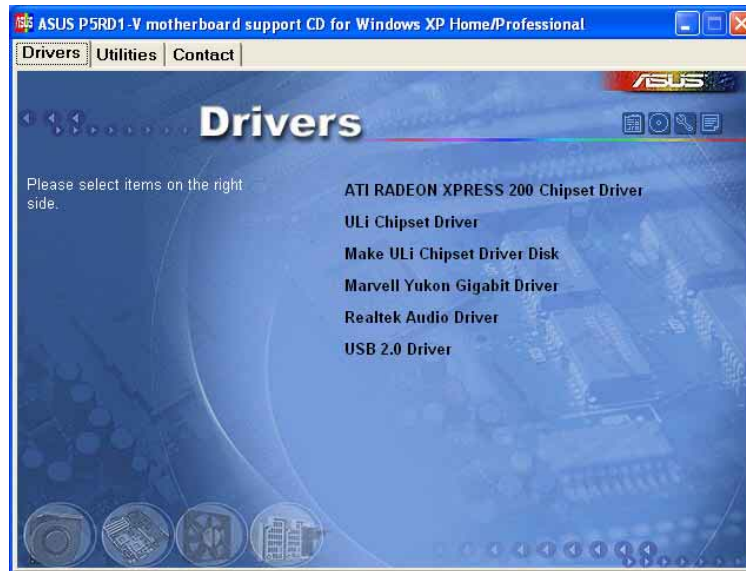 ASUS P5RD1-V motherboard support CD for Windows XP Home/Professional
Drivers Utilities Contact
ASUS
Drivers
Please select items on the right
side.
ATI RADEON XPRESS 200 Chipset Driver
ULi Chipset Driver
Make ULi Chipset Driver Disk
Marvell Yukon Gigabit Driver
Realtek Audio Driver
USB 2.0 Driver